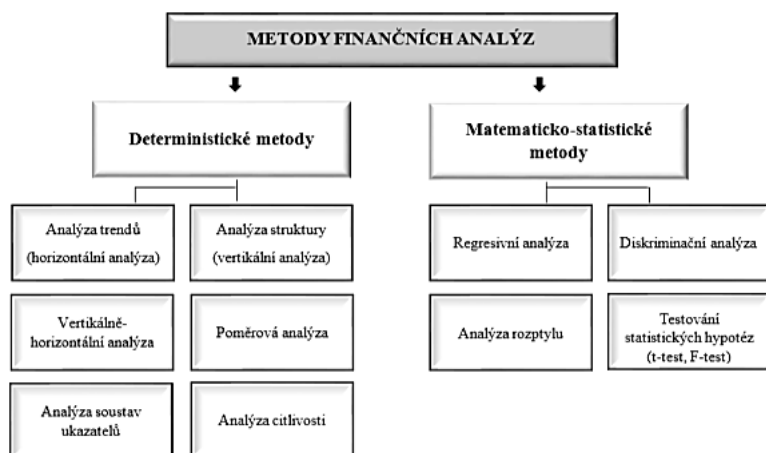 METODY FINANČNÍCH ANALÝZ
Deterministické metody
Matematicko-statistické
metody
Analýza trendů
(horizontální analýza)
Analýza struktury
(vertikální analýza)
Regresivní analýza
Diskriminační analýza
Vertikálně-
horizontální analýza
Poměrová analýza
Analýza rozptylu
Testování
statistických hypotéz
(t-test, F-test)
Analýza soustav
ukazatelů
Analýza citlivosti